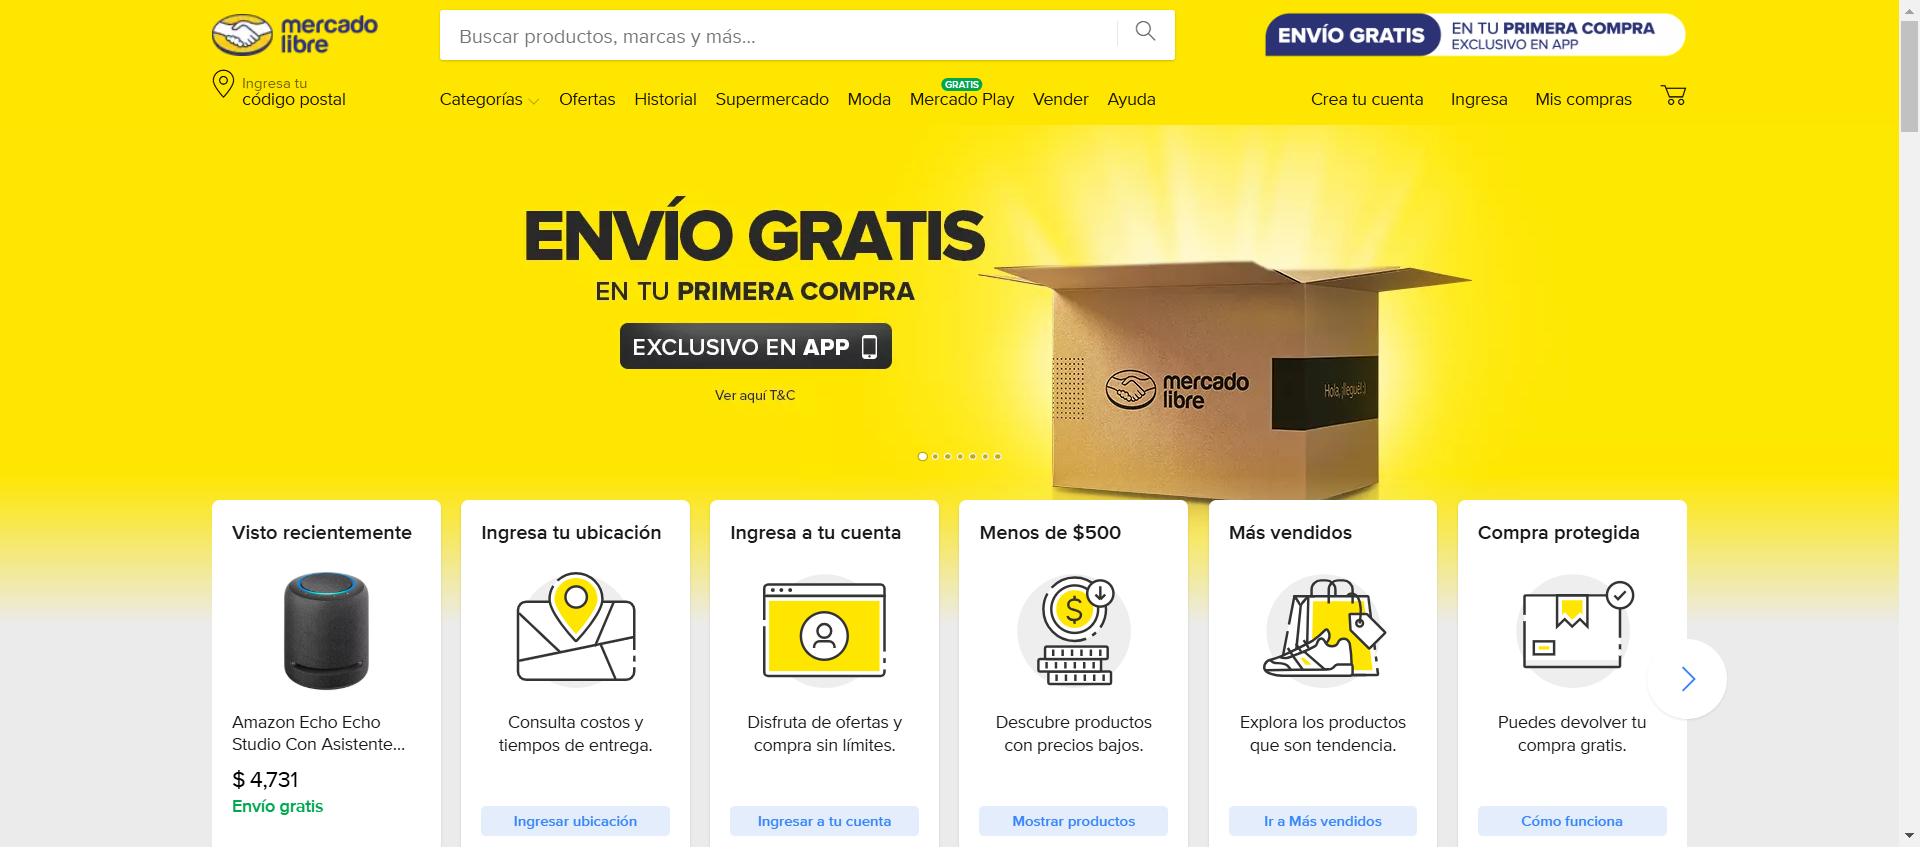 mercado
libre
Buscar productos, marcas y más...
ENVÍO GRATIS
EN TU PRIMERA COMPRA
EXCLUSIVO EN APP
Ingresa tu
código postal
Categorías
Ofertas
Historial
Supermercado
Moda
GRATIS
Mercado Play
Vender
Ayuda
Crea tu cuenta
Ingresa
Mis compras
ENVÍO GRATIS
EN TU PRIMERA COMPRA
EXCLUSIVO EN APP
Ver aquí T&C
mercado
libre
Hola, ¡llegué! :)
Visto recientemente
Amazon Echo Echo
Studio Con Asistente...
$ 4,731
Envío gratis
Ingresa tu ubicación
Consulta costos y
tiempos de entrega.
Ingresar ubicación
Ingresa a tu cuenta
Disfruta de ofertas y
compra sin límites.
Ingresar a tu cuenta
Menos de $500
$
Descubre productos
con precios bajos.
Mostrar productos
Más vendidos
Explora los productos
que son tendencia.
Ir a Más vendidos
Compra protegida
Puedes devolver tu
compra gratis.
Cómo funciona